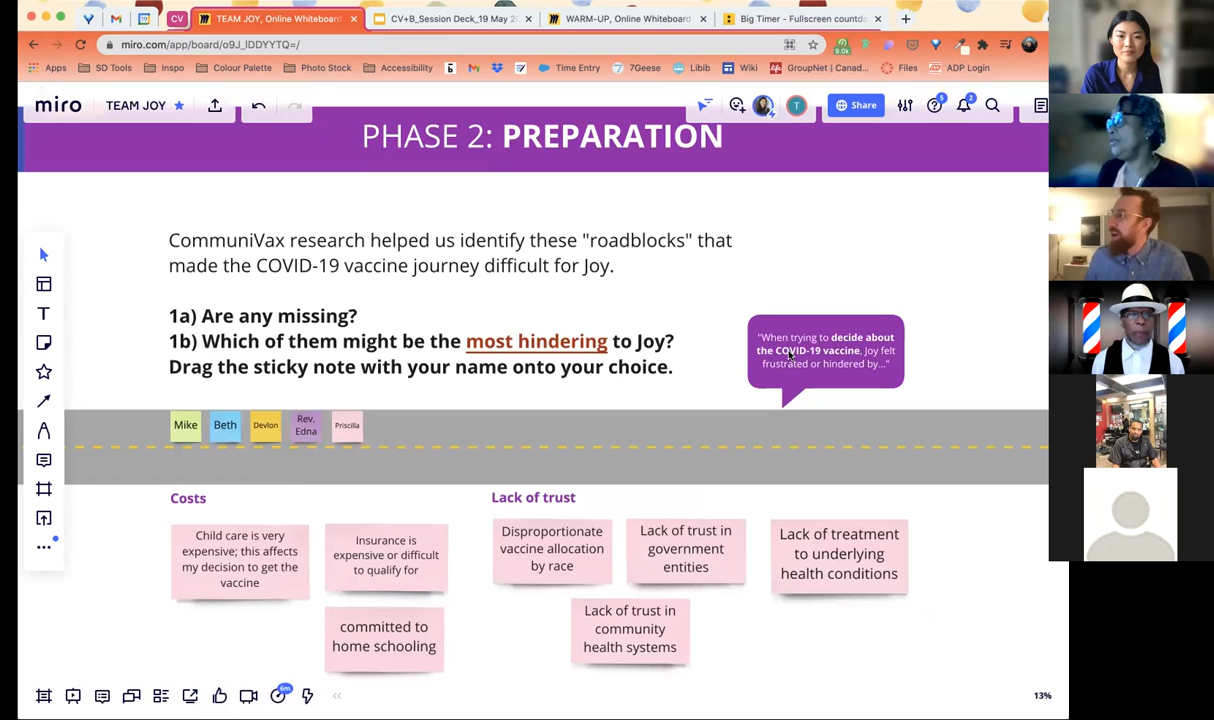 CV
TEAM JOY, Online Whiteboard
CV+B_Session Deck_19 May 2
WARM-UP, Online Whiteboard
Big Timer - Fullscreen countd
miro.com/app/board/o9J_lDDYYTQ=/
9.0k
Apps
SD Tools
Inspo
Colour Palette
Photo Stock
Accessibility
Time Entry
7Geese
Libib
Wiki
GroupNet | Canad...
Files
ADP Login
miro
TEAM JOY
T
Share
5
2
PHASE 2: PREPARATION
CommuniVax research helped us identify these "roadblocks" that
made the COVID-19 vaccine journey difficult for Joy.
1a) Are any missing?
1b) Which of them might be the most hindering to Joy?
Drag the sticky note with your name onto your choice.
"When trying to decide about
the COVID-19 vaccine, Joy felt
frustrated or hindered by..."
Mike
Beth
Devlon
Rev.
Edna
Priscilla
Costs
Child care is very
expensive; this affects
my decision to get the
vaccine
Insurance is
expensive or difficult
to qualify for
committed to
home schooling
Lack of trust
Disproportionate
vaccine allocation
by race
Lack of trust in
government
entities
Lack of trust in
community
health systems
Lack of treatment
to underlying
health conditions
6m
13%